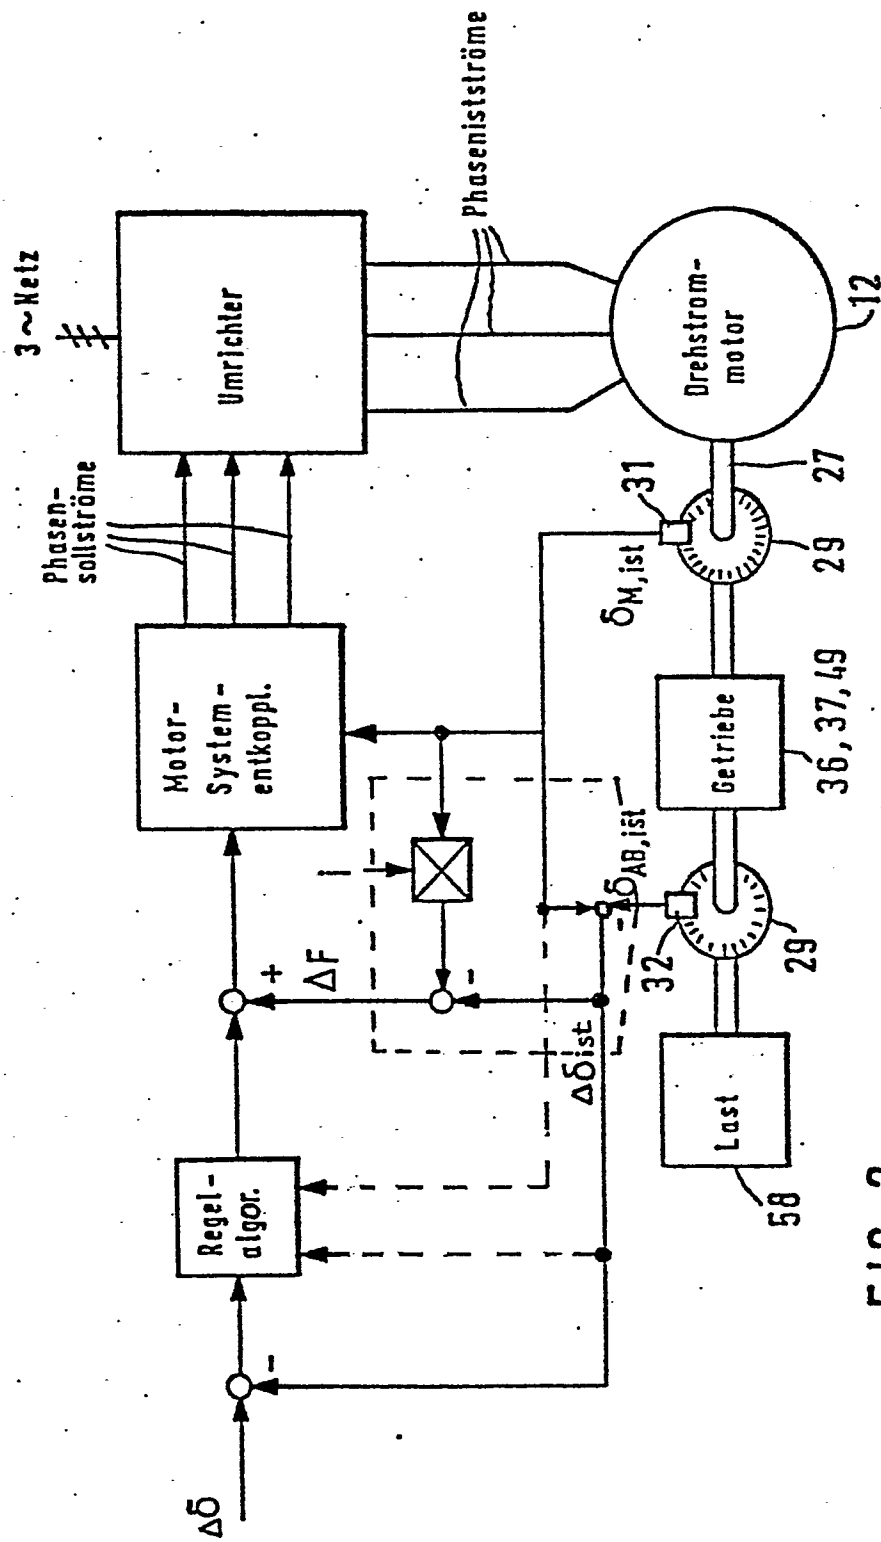 3 ~ Netz
Phasen-
sollströme
Phasenistströme
Umrichter
Motor-
System-
entkoppl.
Regel-
algor.
Δδ
-
+
ΔF
-
i
Δδist
-
δAB,ist
δM,ist
31
32
Last
58
29
Getriebe
36, 37, 49
29
27
Drehstrom-
motor
12